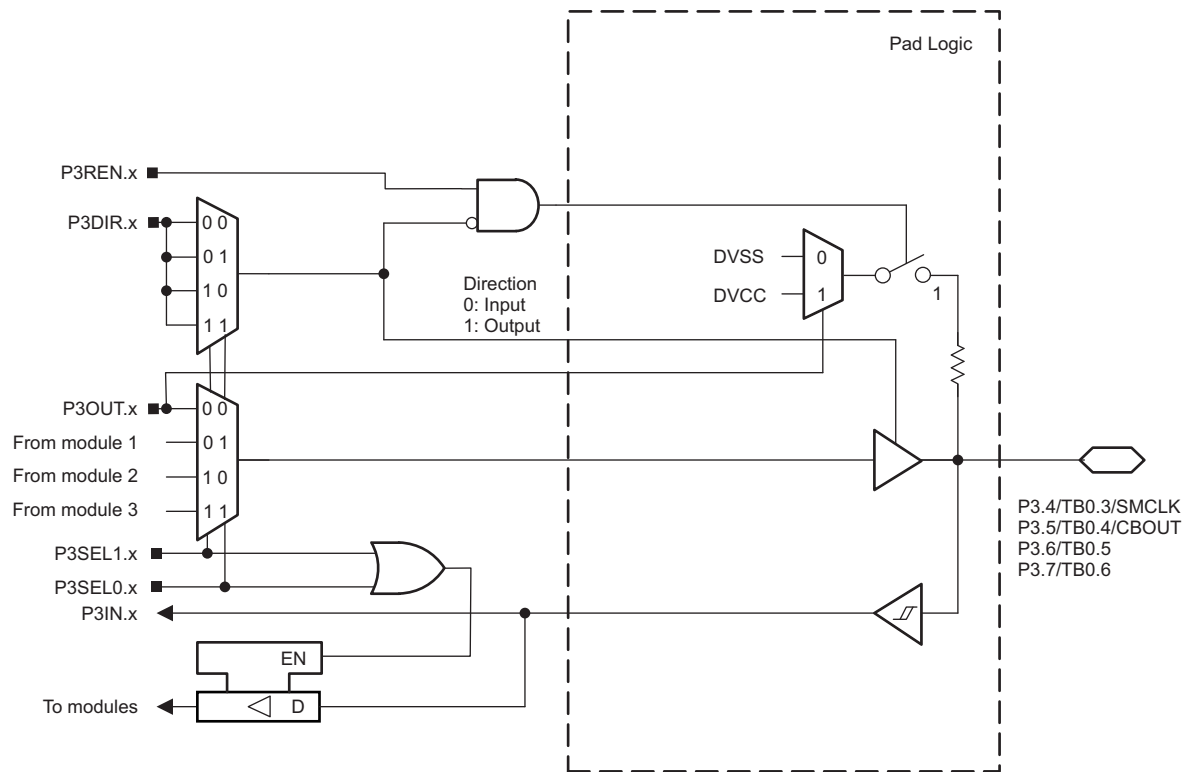 Pad Logic
P3REN.x
P3DIR.x
0 0
0 1
1 0
1 1
Direction
0: Input
1: Output
DVSS
DVCC
0
1
1
P3OUT.x
From module 1
From module 2
From module 3
0 0
0 1
1 0
1 1
P3SEL1.x
P3SEL0.x
P3IN.x
EN
D
To modules
P3.4/TB0.3/SMCLK
P3.5/TB0.4/CBOUT
P3.6/TB0.5
P3.7/TB0.6